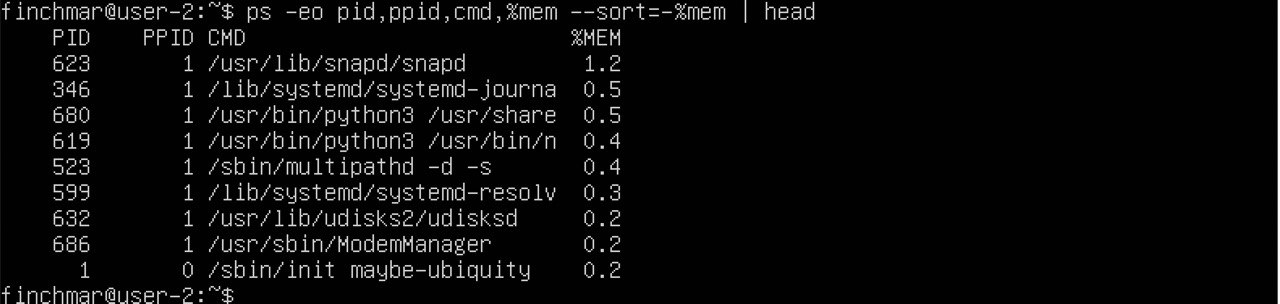 finchmar@user-2:~$ ps -eo pid,ppid,cmd,%mem --sort=-%mem | head
    PID    PPID CMD                         %MEM
    623       1 /usr/lib/snapd/snapd         1.2
    346       1 /lib/systemd/systemd-journa  0.5
    680       1 /usr/bin/python3 /usr/share  0.5
    619       1 /usr/bin/python3 /usr/bin/n  0.4
    523       1 /sbin/multipathd -d -s       0.4
    599       1 /lib/systemd/systemd-resolv  0.3
    632       1 /usr/lib/udisks2/udisksd     0.2
    686       1 /usr/sbin/ModemManager       0.2
      1       0 /sbin/init maybe-ubiquity    0.2
finchmar@user-2:~$